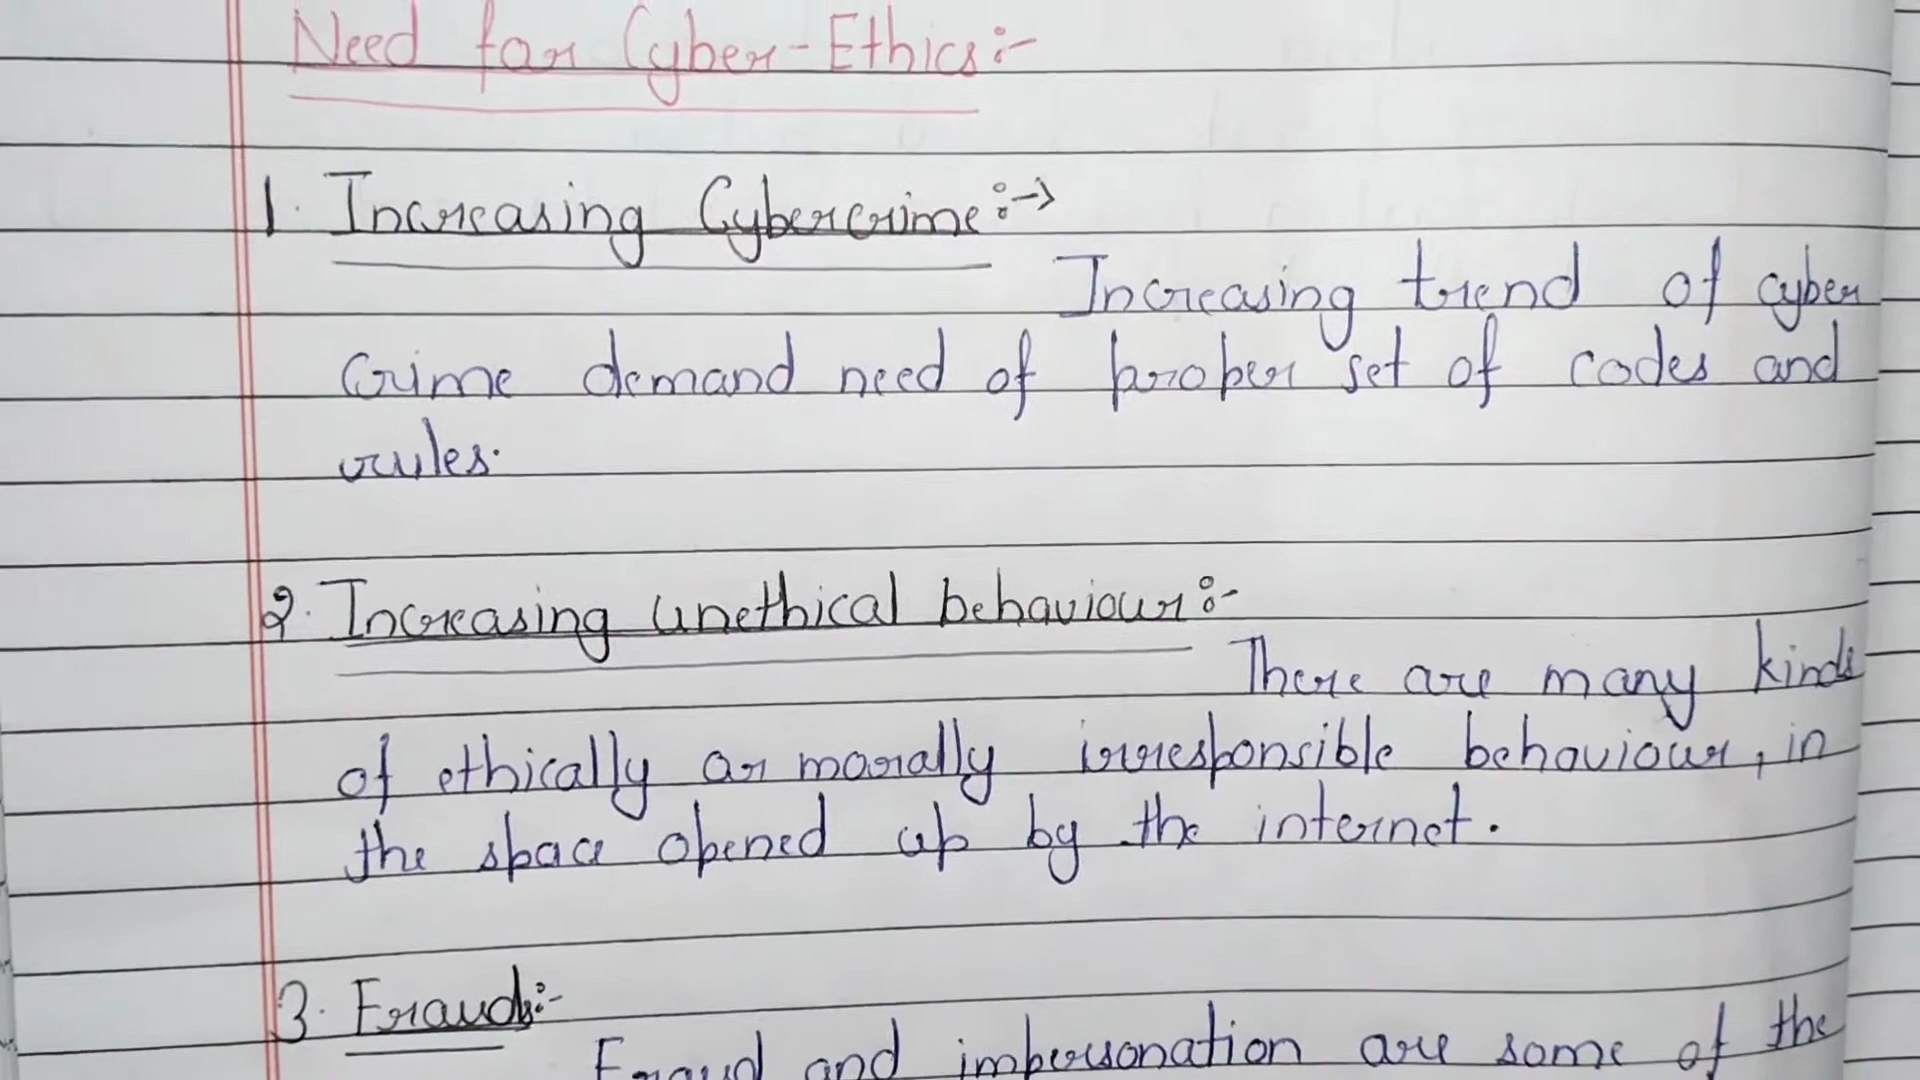 Need for Cyber-Ethics:-
1. Increasing Cybercrime:->
Increasing trend of cyber
crime demand need of proper set of codes and
rules.
2. Increasing unethical behaviour:-
There are many kinds
of ethically or morally irresponsible behaviour, in
the space opened up by the internet.
3. Frauds:-
Fraud and impersonation are some of the